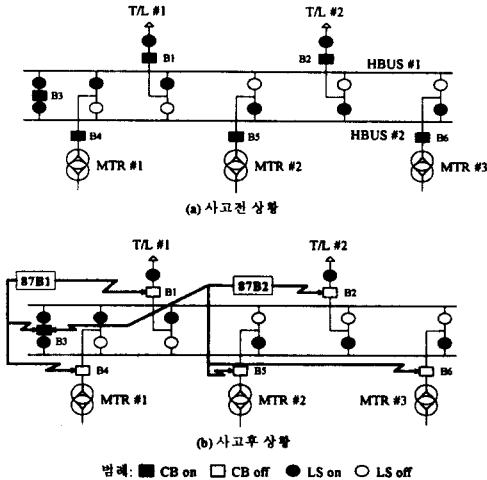 T/L #1
T/L #2
B1
B2
HBUS #1
B3
B4
B5
B6
HBUS #2
MTR #1
MTR #2
MTR #3
(a) 사고전 상황
T/L #1
T/L #2
87B1
87B2
B1
B2
B3
B4
B5
B6
MTR #1
MTR #2
MTR #3
(b) 사고후 상황
범례: CB on CB off LS on LS off